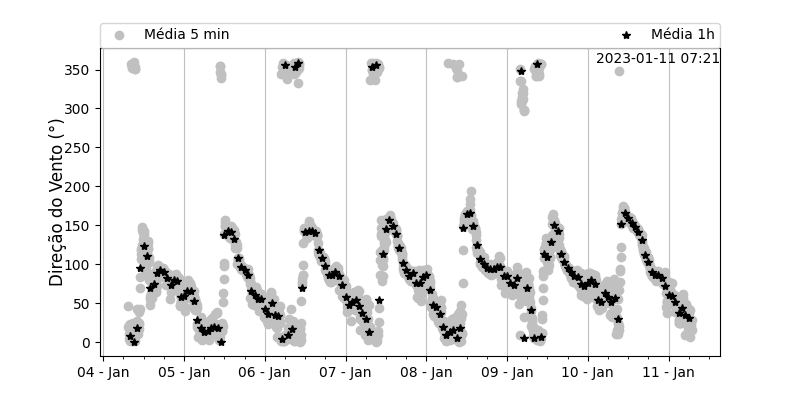 Média 5 min
Média 1h
2023-01-11 07:21
Direção do Vento (°)
350
300
250
200
150
100
50
0
04 - Jan
05 - Jan
06 - Jan
07 - Jan
08 - Jan
09 - Jan
10 - Jan
11 - Jan